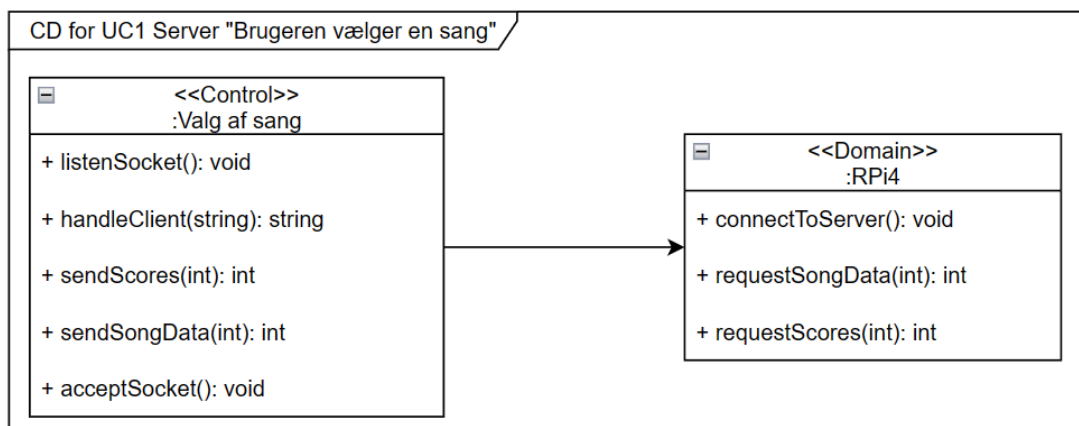 CD for UC1 Server "Brugeren vælger en sang"
<<Control>>
:Valg af sang
+ listenSocket(): void
+ handleClient(string): string
+ sendScores(int): int
+ sendSongData(int): int
+ acceptSocket(): void
<<Domain>>
:RPi4
+ connectToServer(): void
+ requestSongData(int): int
+ requestScores(int): int